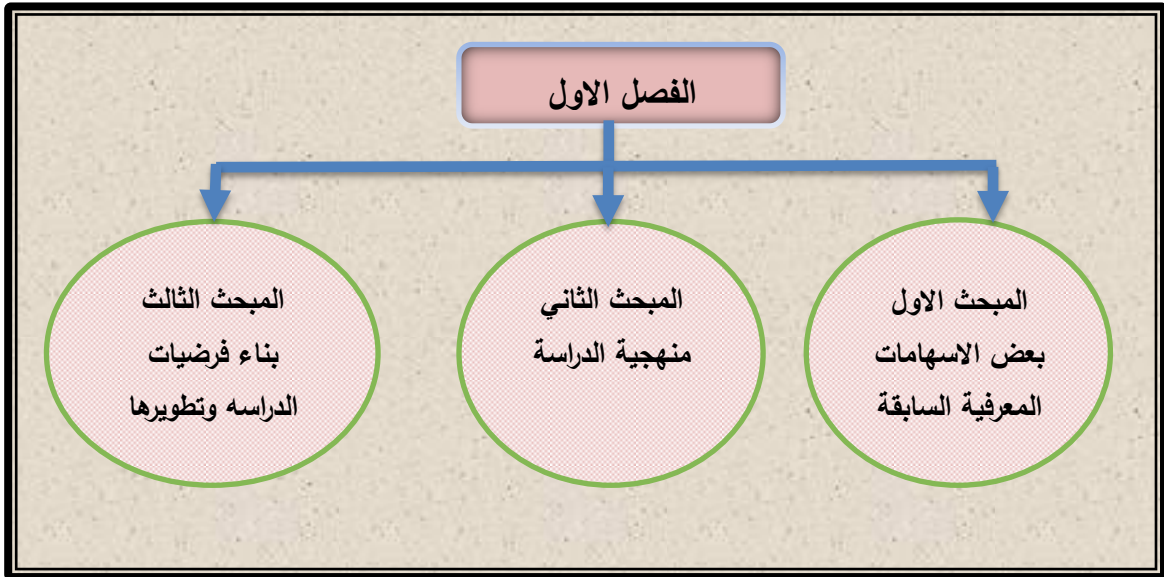 الفصل الاول
المبحث الاول
بعض الاسهامات
المعرفية السابقة
المبحث الثاني
منهجية الدراسة
المبحث الثالث
بناء فرضيات
الدراسه وتطويرها